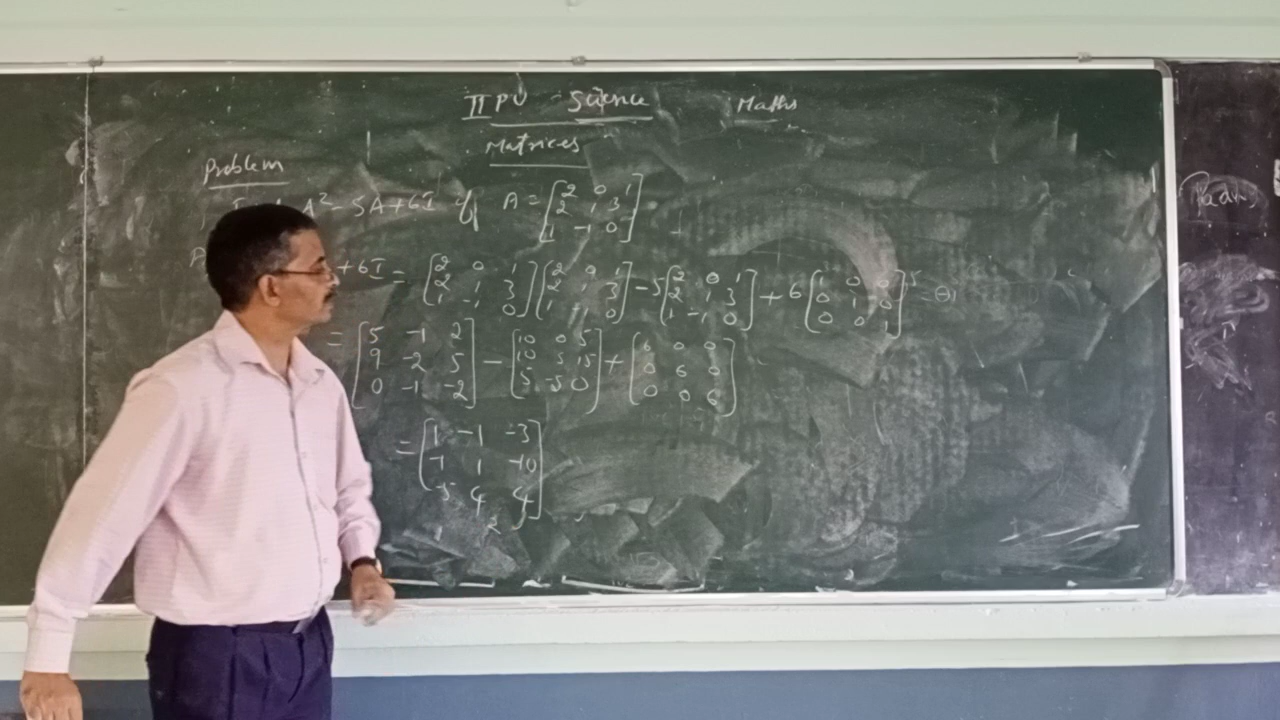 II PU - Science Maths
Matrices
Problem
A² - 5A + 6I if A = [2 0 1
2 1 3
1 -1 0]
+6I = [2 0 1 [2 0 1 -5 [2 0 1 + 6 [1 0 0
2 1 3 2 1 3 2 1 3 0 1 0
1 -1 0] 1 -1 0] 1 -1 0] 0 0 1]
= [5 -1 2 - [10 0 5 + [6 0 0
9 -2 5 10 5 15 0 6 0
0 -1 -2] 5 -5 0] 0 0 6]
= [1 -1 -3
-1 1 -10
-5 4 4]
2